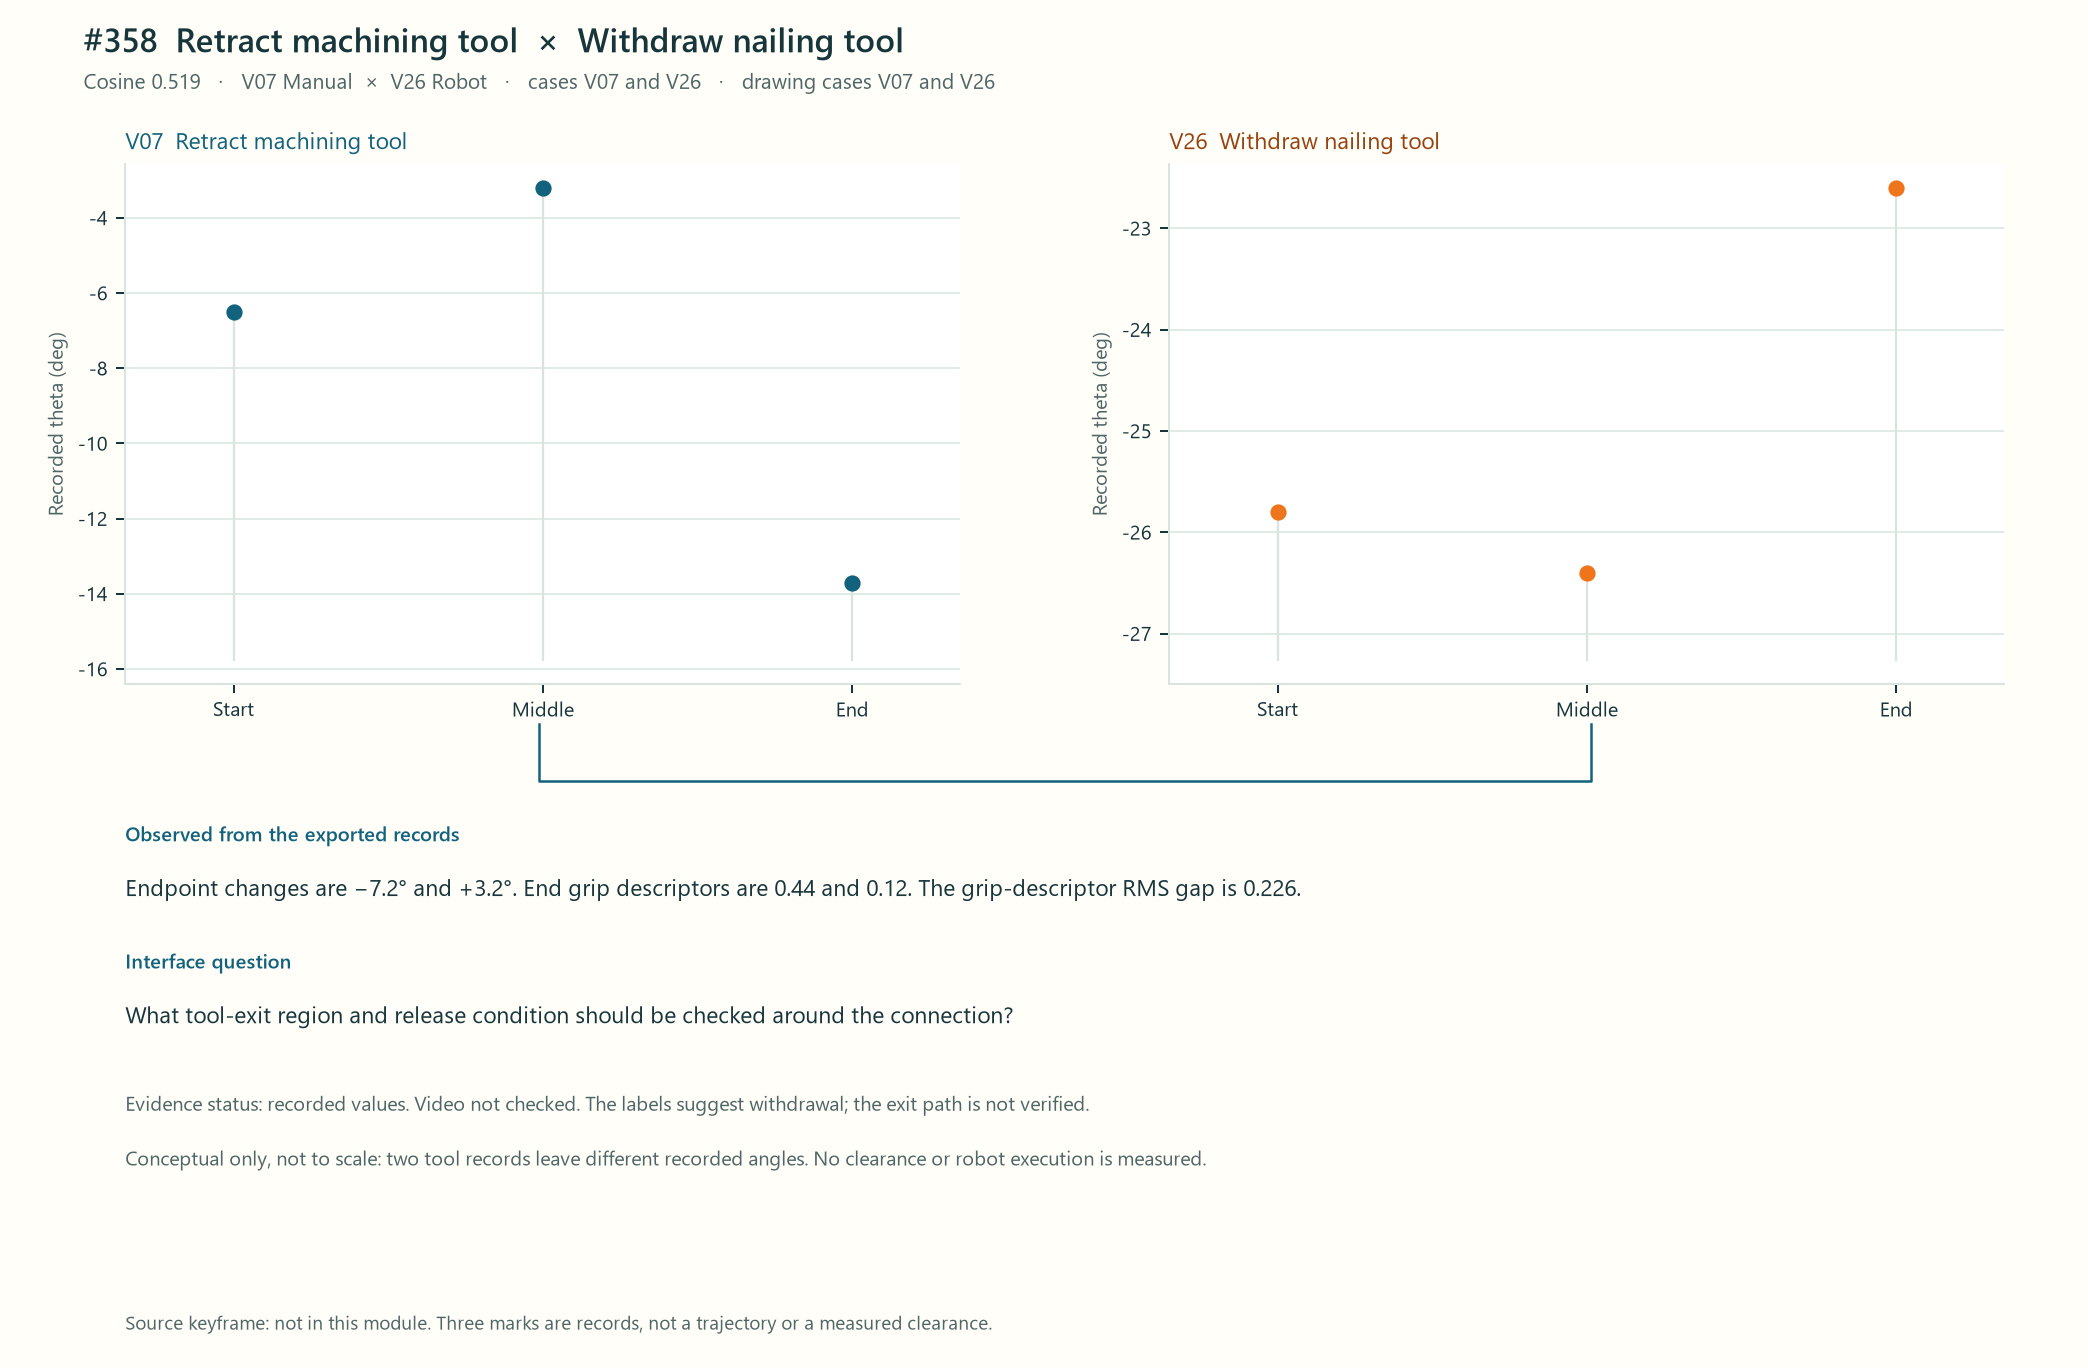 #358 Retract machining tool × Withdraw nailing tool
Cosine 0.519 · V07 Manual × V26 Robot · cases V07 and V26 · drawing cases V07 and V26
V07 Retract machining tool
Recorded theta (deg)
-4
-6
-8
-10
-12
-14
-16
Start Middle End
V26 Withdraw nailing tool
Recorded theta (deg)
-23
-24
-25
-26
-27
Start Middle End
Observed from the exported records
Endpoint changes are −7.2° and +3.2°. End grip descriptors are 0.44 and 0.12. The grip-descriptor RMS gap is 0.226.
Interface question
What tool-exit region and release condition should be checked around the connection?
Evidence status: recorded values. Video not checked. The labels suggest withdrawal; the exit path is not verified.
Conceptual only, not to scale: two tool records leave different recorded angles. No clearance or robot execution is measured.
Source keyframe: not in this module. Three marks are records, not a trajectory or a measured clearance.